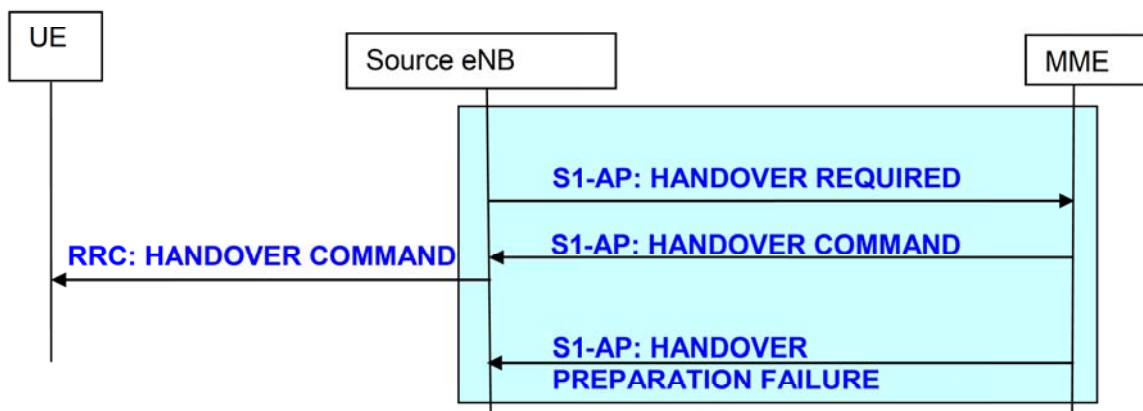 UE
Source eNB
MME
S1-AP: HANDOVER REQUIRED
S1-AP: HANDOVER COMMAND
RRC: HANDOVER COMMAND
S1-AP: HANDOVER
PREPARATION FAILURE